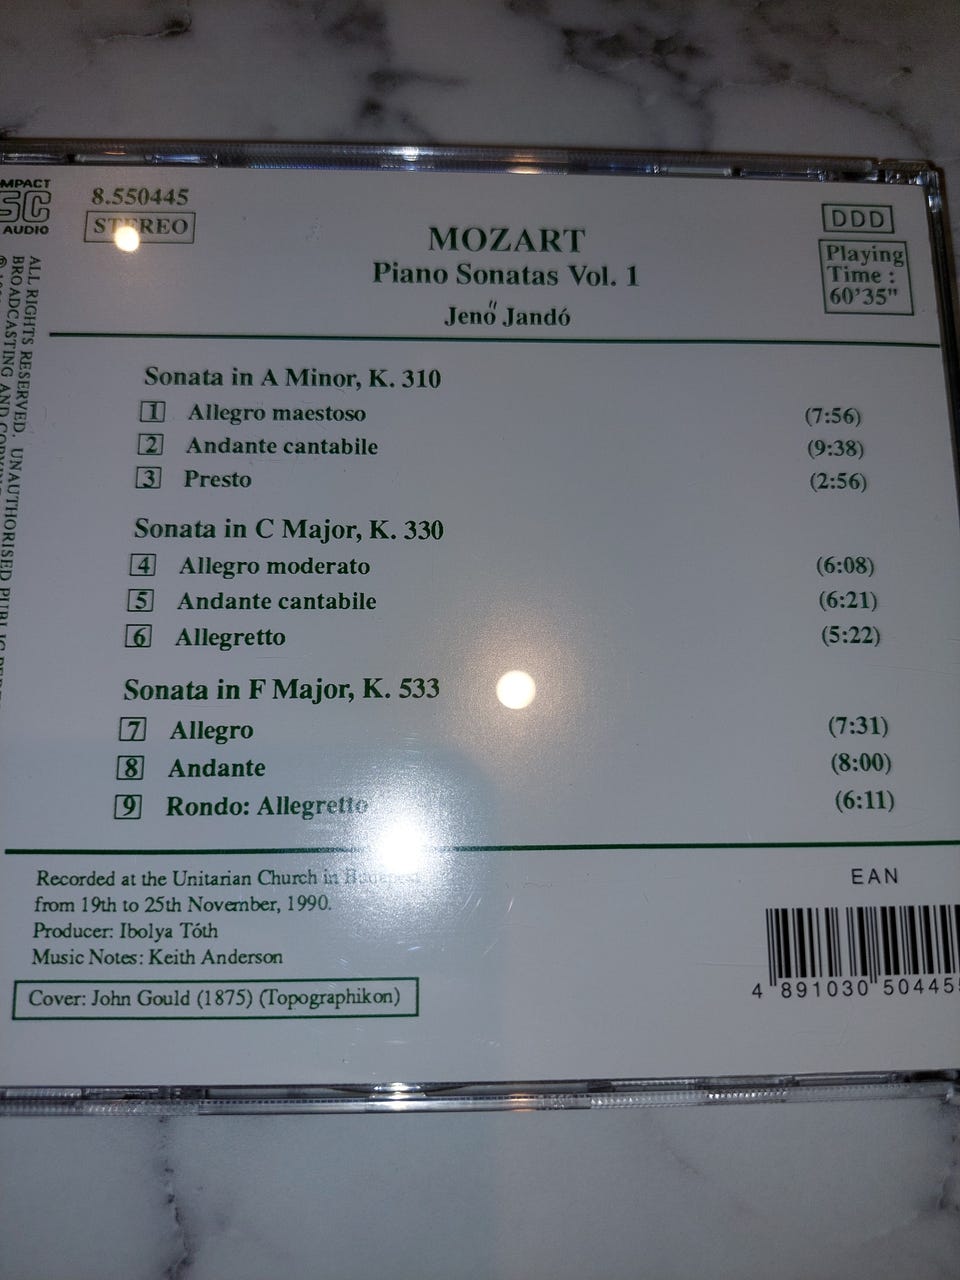 MPACT
SC
AUDIO
8.550445
STEREO
MOZART
Piano Sonatas Vol. 1
Jenő Jandó
DDD
Playing
Time :
60'35"
Sonata in A Minor, K. 310
1 Allegro maestoso (7:56)
2 Andante cantabile (9:38)
3 Presto (2:56)
Sonata in C Major, K. 330
4 Allegro moderato (6:08)
5 Andante cantabile (6:21)
6 Allegretto (5:22)
Sonata in F Major, K. 533
7 Allegro (7:31)
8 Andante (8:00)
9 Rondo: Allegretto (6:11)
Recorded at the Unitarian Church in
from 19th to 25th November, 1990.
Producer: Ibolya Tóth
Music Notes: Keith Anderson
Cover: John Gould (1875) (Topographikon)
EAN
4 891030 50445
ALL RIGHTS RESERVED. UNAUTHORISED PUBLIC
BROADCASTING AND COPYING